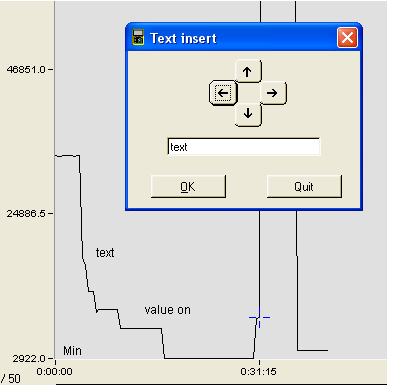 Text insert
46851.0
text
OK
Quit
24886.5
text
value on
Min
2922.0
0:00:00
0:31:15
/ 50